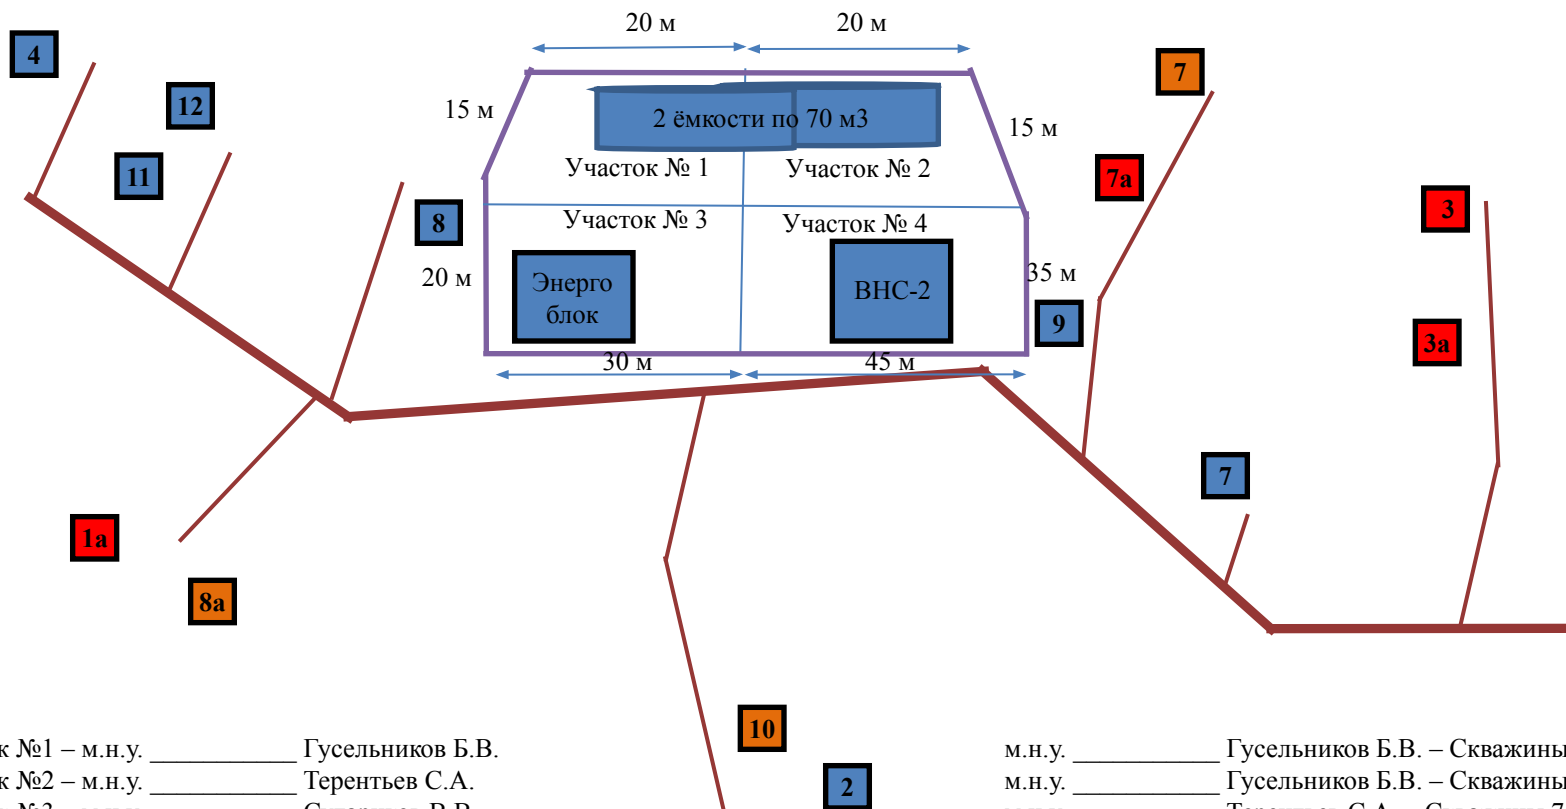 20 м
20 м
4
12
11
15 м
2 ёмкости по 70 м3
15 м
7
7а
Участок № 1
Участок № 2
3
8
Участок № 3
Участок № 4
20 м
Энерго
блок
ВНС-2
35 м
9
3а
30 м
45 м
7
1а
8а
10
2
к №1 – м.н.у. ___________ Гусельников Б.В.
к №2 – м.н.у. ___________ Терентьев С.А.
м.н.у. ___________ Гусельников Б.В. – Скважины
м.н.у. ___________ Гусельников Б.В. – Скважины